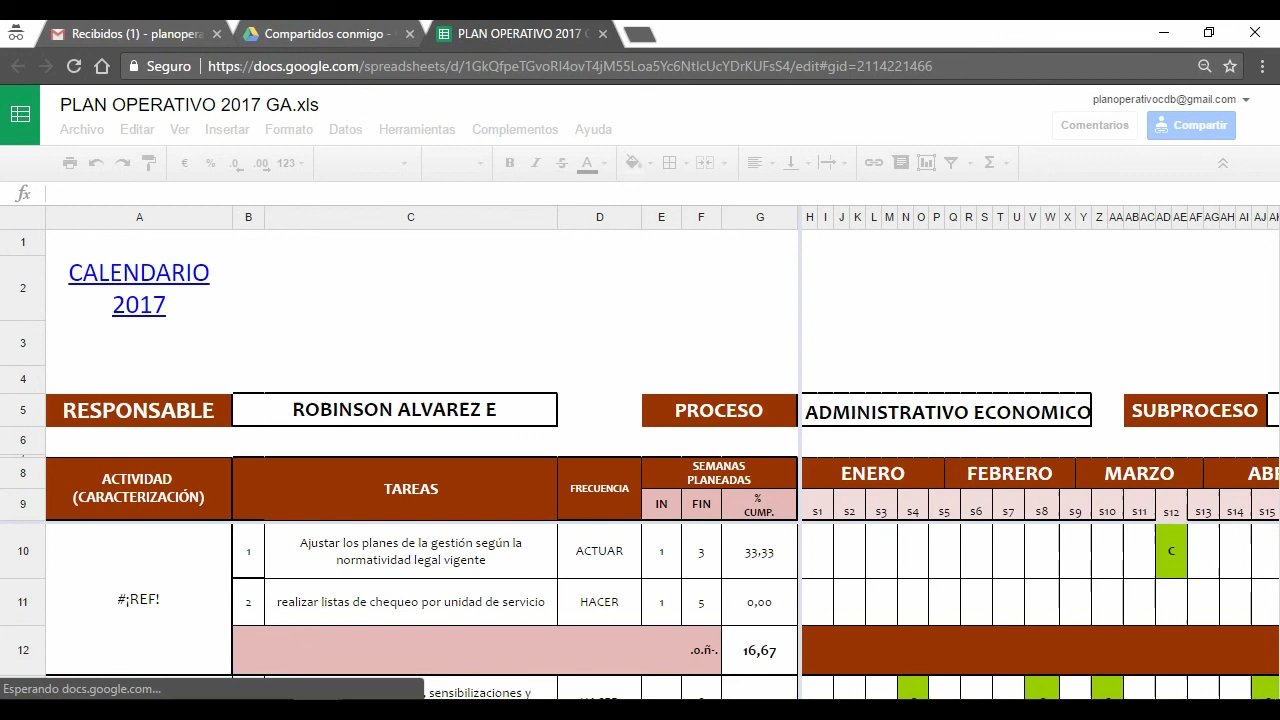 Recibidos (1) - planopera
Compartidos conmigo -
PLAN OPERATIVO 2017 G
Seguro https://docs.google.com/spreadsheets/d/1GkQfpeTGvoRl4ovT4jM55Loa5Yc6NtIcUcYDrKUFsS4/edit#gid=2114221466
PLAN OPERATIVO 2017 GA.xls
planoperativocdb@gmail.com
Archivo Editar Ver Insertar Formato Datos Herramientas Complementos Ayuda
Comentarios Compartir
€ % .0 .00 123 B I S A Σ
fx
A B C D E F G H I J K L M N O P Q R S T U V W X Y Z AA AB AC AD AE AF AG AH AI AJ
1
2 CALENDARIO
2017
3
4
5 RESPONSABLE ROBINSON ALVAREZ E PROCESO ADMINISTRATIVO ECONOMICO SUBPROCESO
6
8 ACTIVIDAD (CARACTERIZACIÓN) TAREAS FRECUENCIA SEMANAS PLANEADAS ENERO FEBRERO MARZO ABR
9 IN FIN % CUMP. S1 S2 S3 S4 S5 S6 S7 S8 S9 S10 S11 S12 S13 S14 S15
10 1 Ajustar los planes de la gestión según la normatividad legal vigente ACTUAR 1 3 33,33 C
#¡REF!
11 2 realizar listas de chequeo por unidad de servicio HACER 1 5 0,00
12 .o.ñ-. 16,67
, sensibilizaciones y
Esperando docs.google.com...